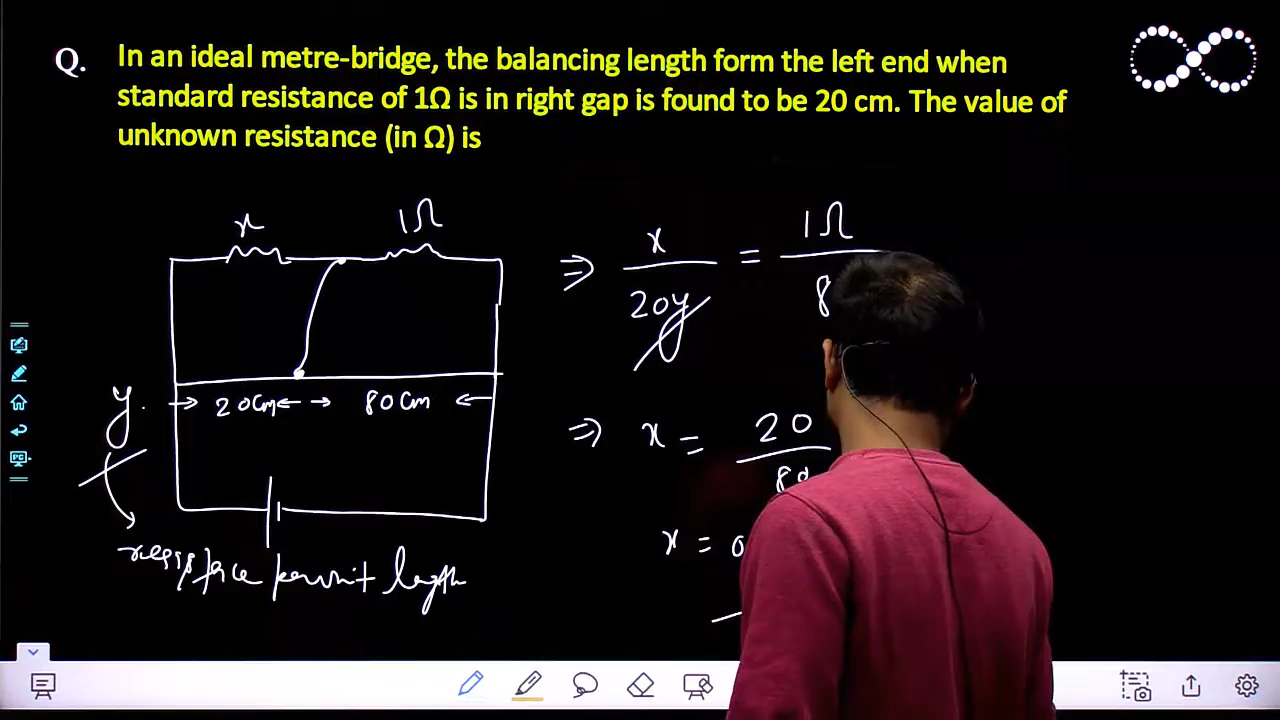 Q. In an ideal metre-bridge, the balancing length form the left end when
standard resistance of 1Ω is in right gap is found to be 20 cm. The value of
unknown resistance (in Ω) is
x 1Ω
20cm 80cm
y
per unit length
⇒ x/20y = 1Ω/8
⇒ x = 20/80
x = 0
PC